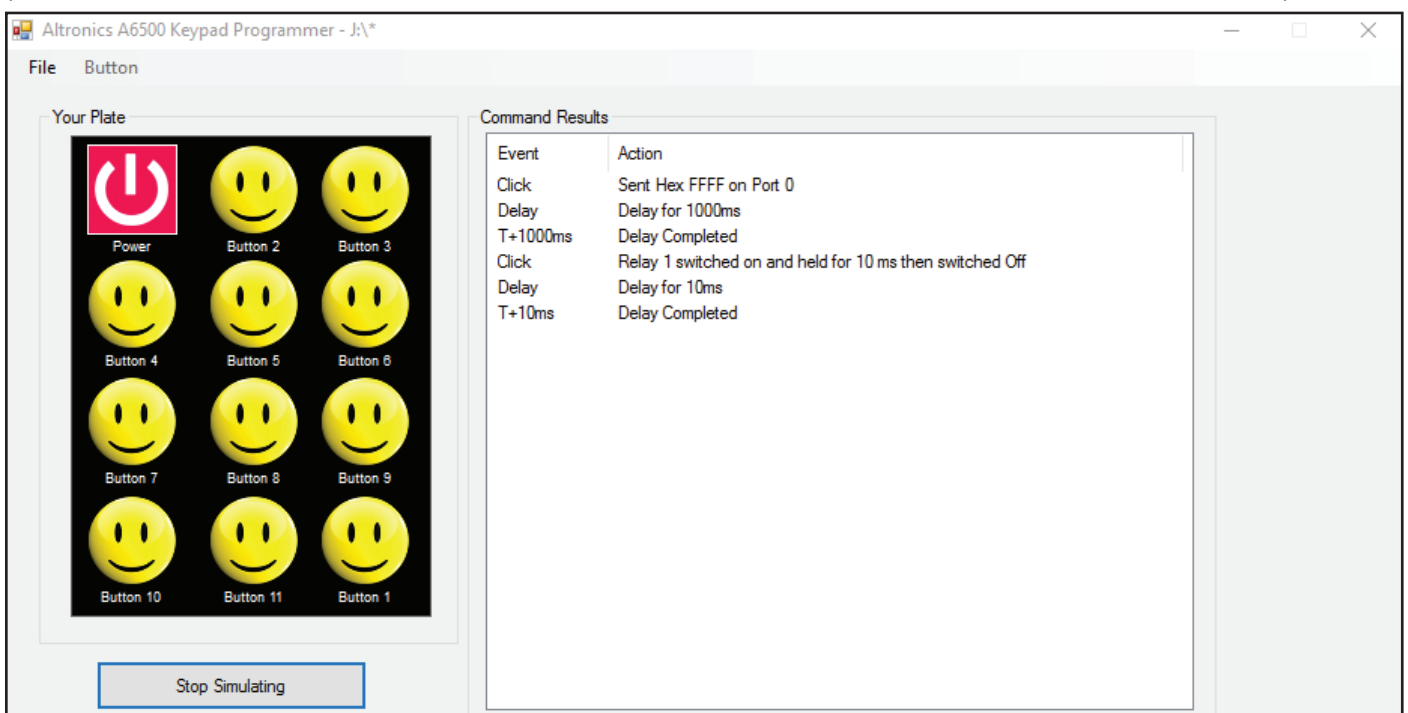 Altronics A6500 Keypad Programmer - J:\*
File Button
Your Plate
Power Button 2 Button 3
Button 4 Button 5 Button 6
Button 7 Button 8 Button 9
Button 10 Button 11 Button 1
Stop Simulating
Command Results
Event Action
Click Sent Hex FFFF on Port 0
Delay Delay for 1000ms
T+1000ms Delay Completed
Click Relay 1 switched on and held for 10 ms then switched Off
Delay Delay for 10ms
T+10ms Delay Completed